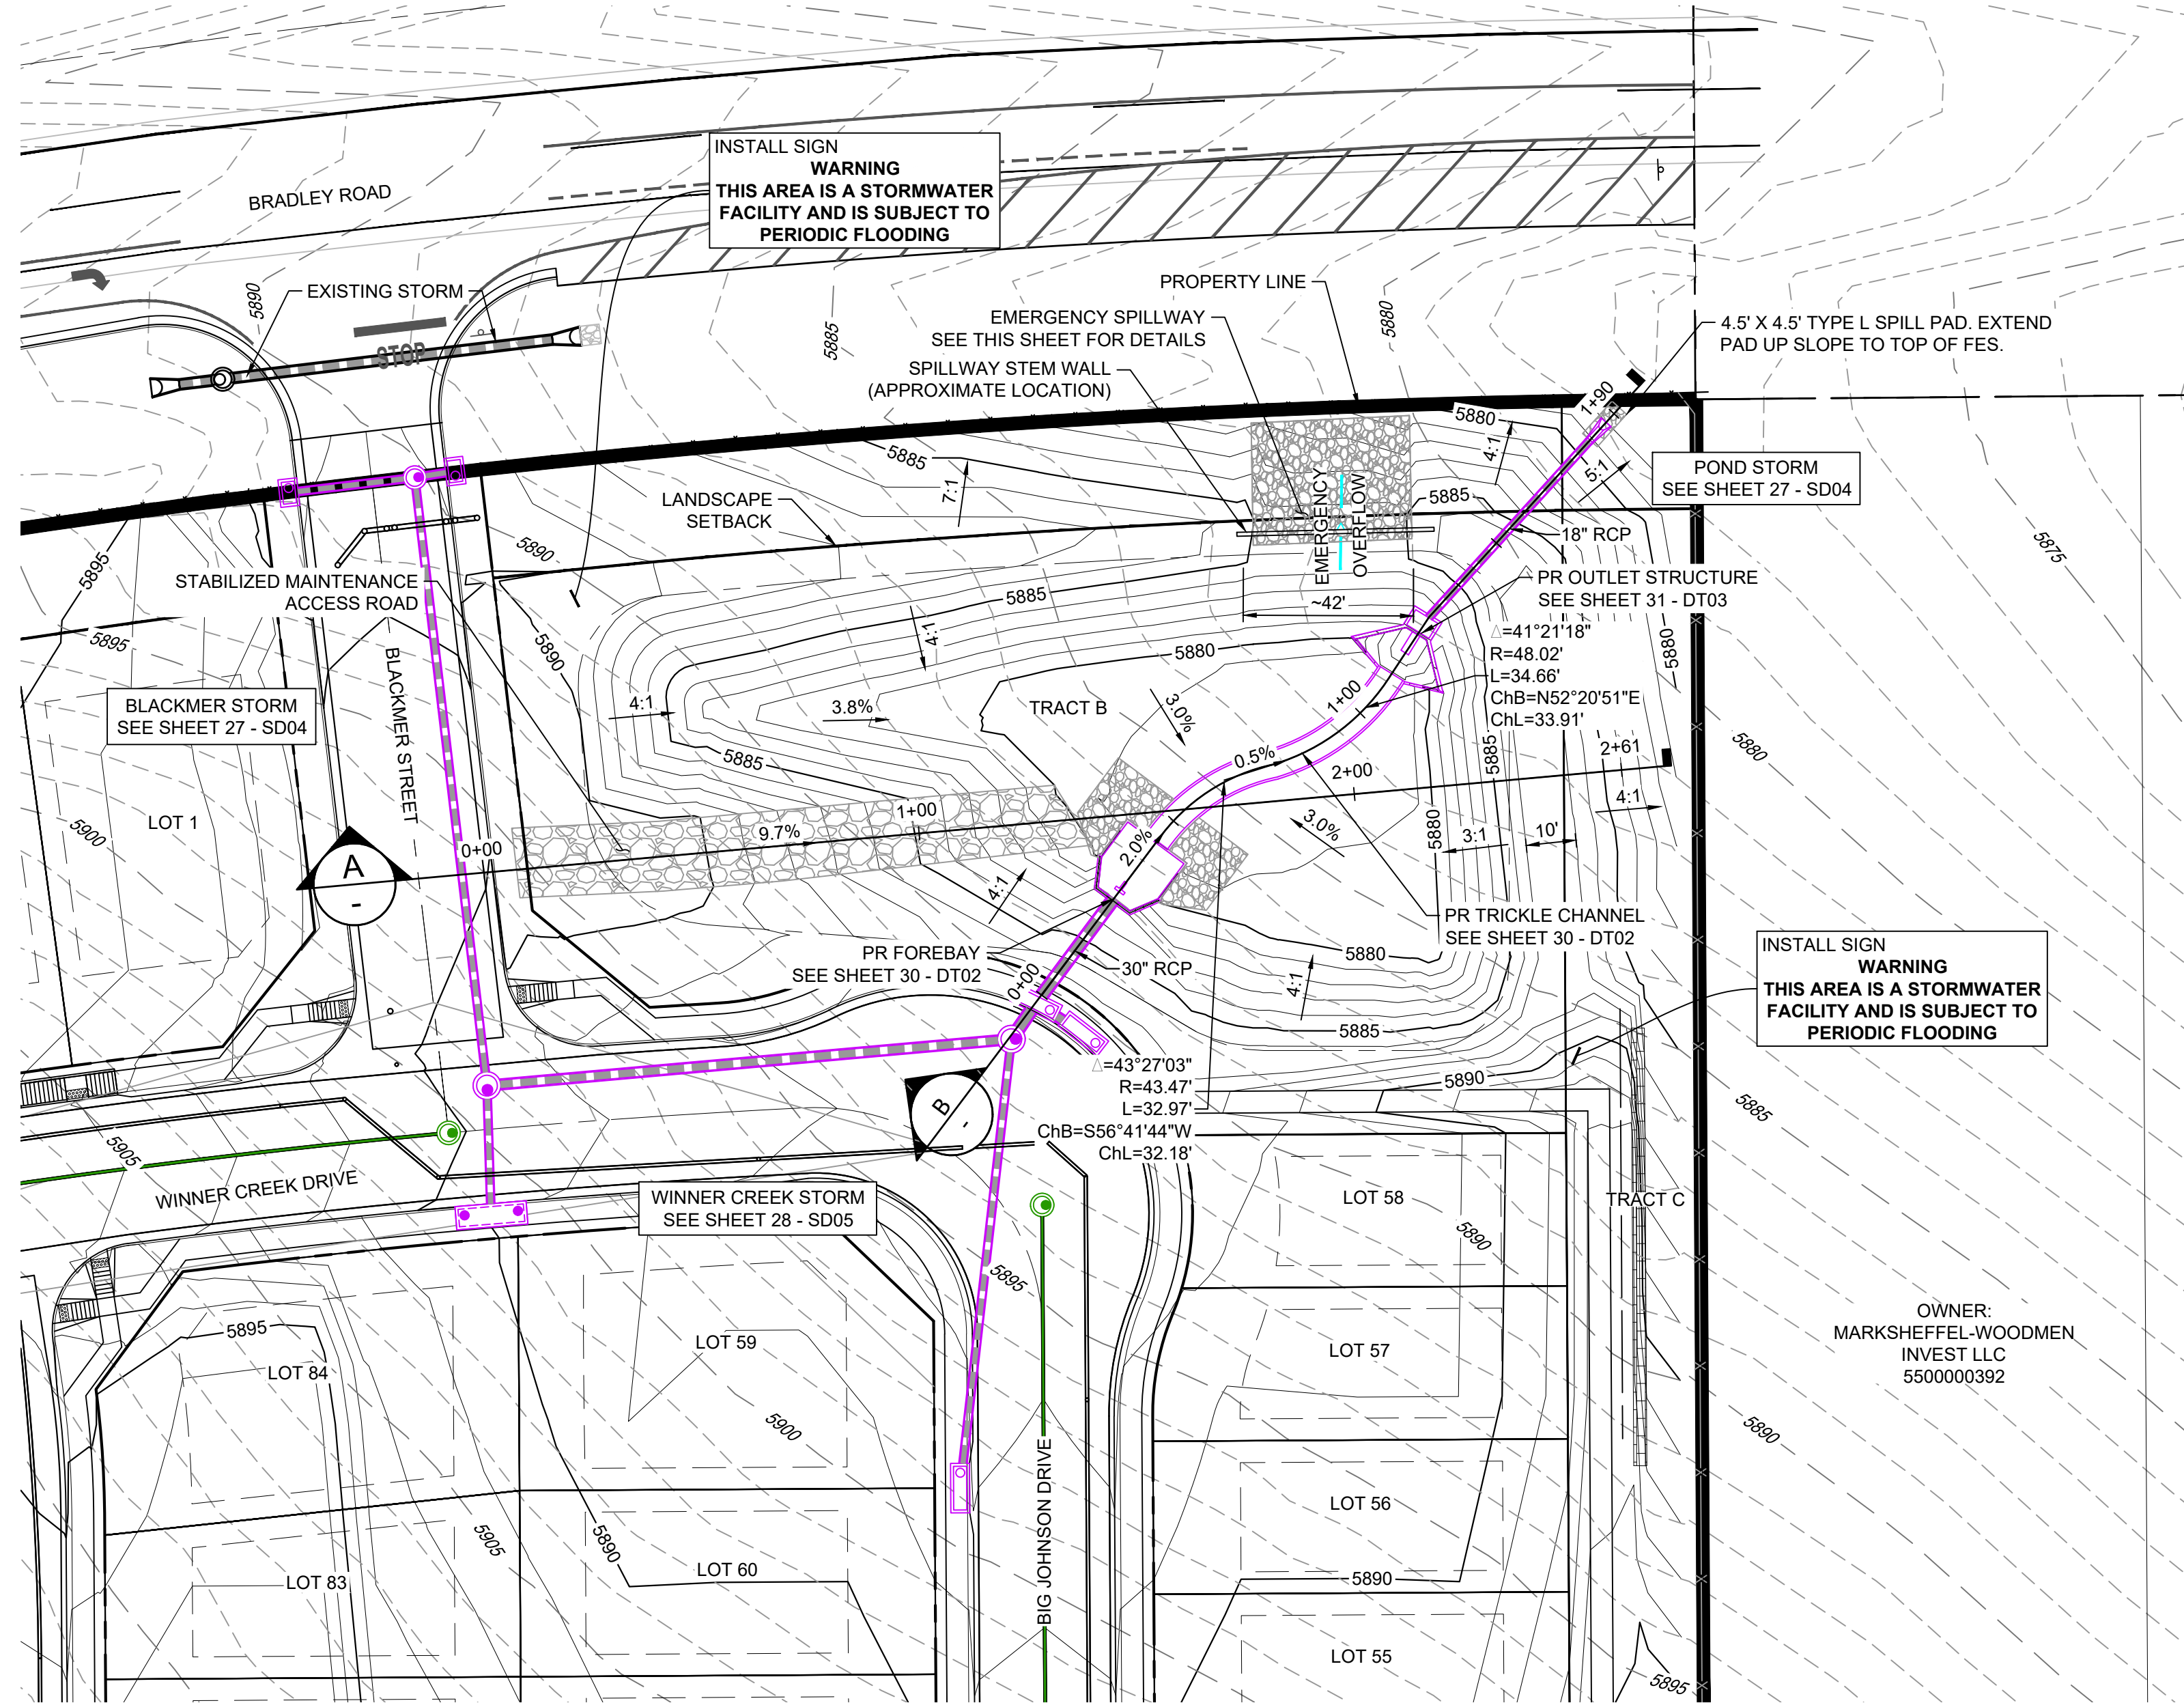 BRADLEY ROAD
INSTALL SIGN
WARNING
THIS AREA IS A STORMWATER
FACILITY AND IS SUBJECT TO
PERIODIC FLOODING
5890
EXISTING STORM
STOP
5885
5880
PROPERTY LINE
EMERGENCY SPILLWAY
SEE THIS SHEET FOR DETAILS
SPILLWAY STEM WALL
(APPROXIMATE LOCATION)
4.5' X 4.5' TYPE L SPILL PAD. EXTEND
PAD UP SLOPE TO TOP OF FES.
1+90
5880
4:1
5:1
POND STORM
SEE SHEET 27 - SD04
5885
7:1
LANDSCAPE
SETBACK
5885
EMERGENCY
OVERFLOW
18" RCP
5875
5890
5895
STABILIZED MAINTENANCE
ACCESS ROAD
PR OUTLET STRUCTURE
SEE SHEET 31 - DT03
5885
~42'
4:1
5895
5890
5880
5880
Δ=41°21'18"
R=48.02'
L=34.66'
ChB=N52°20'51"E
ChL=33.91'
BLACKMER STORM
SEE SHEET 27 - SD04
BLACKMER STREET
4:1
3.8%
TRACT B
3.0%
1+00
5885
0.5%
2+00
5885
2+61
5880
LOT 1
5900
1+00
9.7%
0+00
2.0%
3.0%
5880
3:1
10'
4:1
A
-
4:1
PR TRICKLE CHANNEL
SEE SHEET 30 - DT02
PR FOREBAY
SEE SHEET 30 - DT02
0+00
30" RCP
5880
4:1
5885
INSTALL SIGN
WARNING
THIS AREA IS A STORMWATER
FACILITY AND IS SUBJECT TO
PERIODIC FLOODING
Δ=43°27'03"
R=43.47'
L=32.97'
ChB=S56°41'44"W
ChL=32.18'
5890
5885
B
-
5905
WINNER CREEK DRIVE
WINNER CREEK STORM
SEE SHEET 28 - SD05
LOT 58
5890
TRACT C
5895
5895
LOT 84
LOT 59
LOT 57
OWNER:
MARKSHEFFEL-WOODMEN
INVEST LLC
5500000392
5900
5890
BIG JOHNSON DRIVE
LOT 56
5905
5890
LOT 83
LOT 60
5890
LOT 55
5895